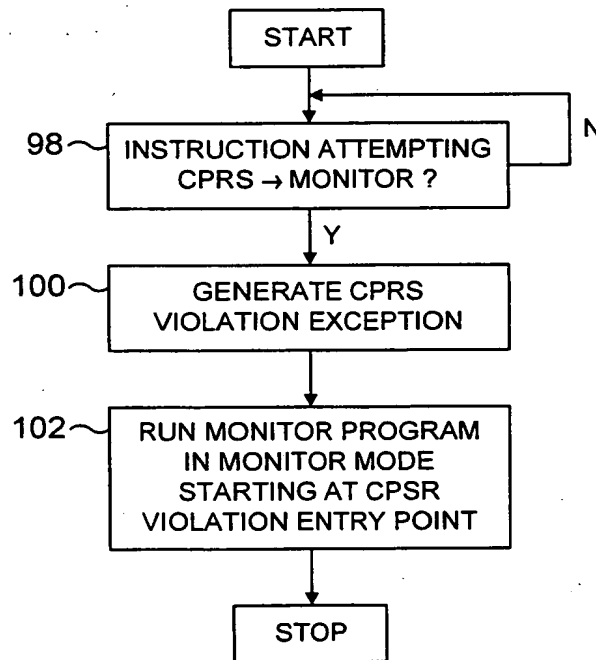 START
N
98
INSTRUCTION ATTEMPTING
CPRS → MONITOR ?
Y
100
GENERATE CPRS
VIOLATION EXCEPTION
102
RUN MONITOR PROGRAM
IN MONITOR MODE
STARTING AT CPSR
VIOLATION ENTRY POINT
STOP